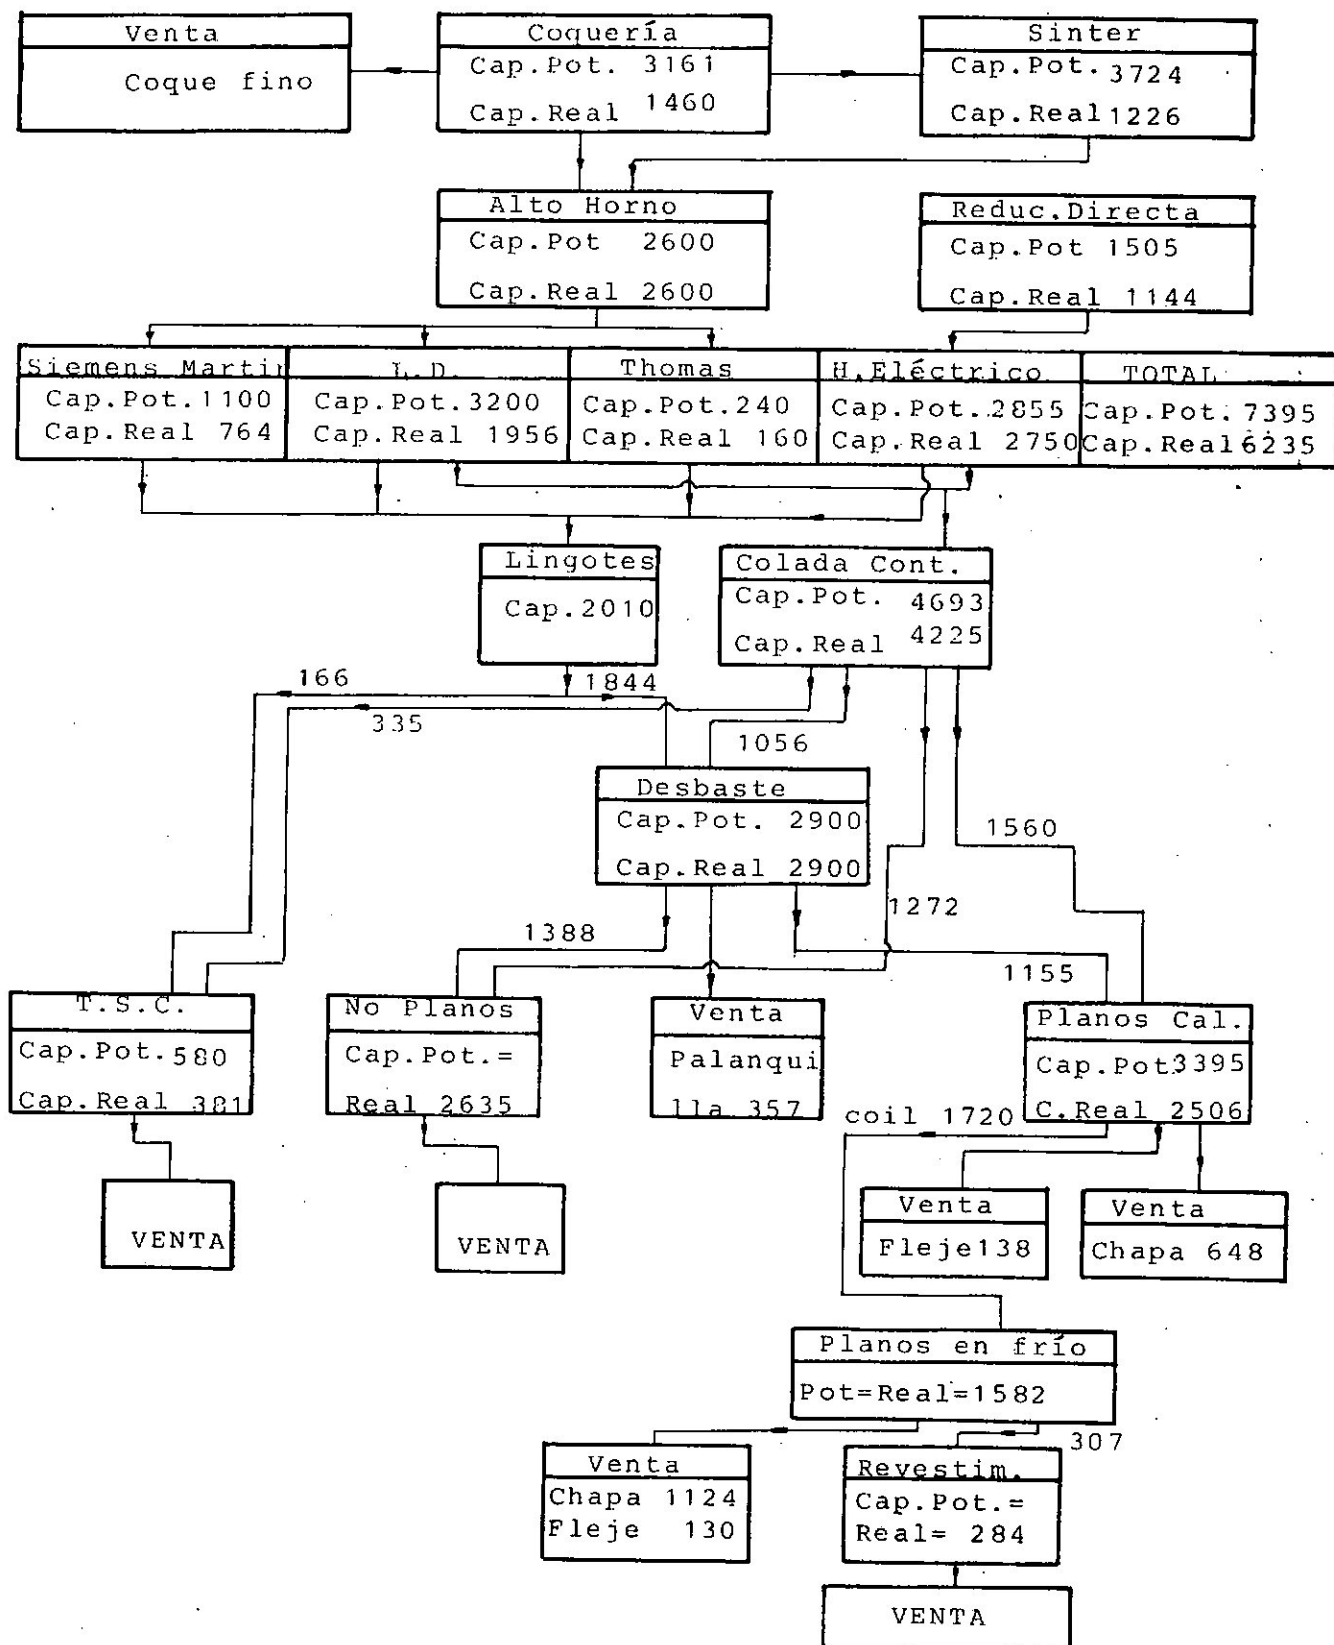 Venta
Coque fino
Coquería
Cap.Pot. 3161
Cap.Real 1460
Sinter
Cap.Pot. 3724
Cap.Real 1226
Alto Horno
Cap.Pot 2600
Cap.Real 2600
Reduc.Directa
Cap.Pot 1505
Cap.Real 1144
Siemens Martin
Cap.Pot.1100
Cap.Real 764
L.D.
Cap.Pot.3200
Cap.Real 1956
Thomas
Cap.Pot.240
Cap.Real 160
H.Eléctrico
Cap.Pot.2855
Cap.Real 2750
TOTAL
Cap.Pot. 7395
Cap.Real 6235
Lingotes
Cap.2010
Colada Cont.
Cap.Pot. 4693
Cap.Real 4225
166
1844
335
1056
Desbaste
Cap.Pot. 2900
Cap.Real 2900
1560
1272
1388
1155
T.S.C.
Cap.Pot.580
Cap.Real 381
No Planos
Cap.Pot.=
Real 2635
Venta
Palanqui
lla 357
Planos Cal.
Cap.Pot 3395
C.Real 2506
coil 1720
VENTA
VENTA
Venta
Fleje 138
Venta
Chapa 648
Planos en frío
Pot=Real=1582
307
Venta
Chapa 1124
Fleje 130
Revestim.
Cap.Pot.=
Real= 284
VENTA